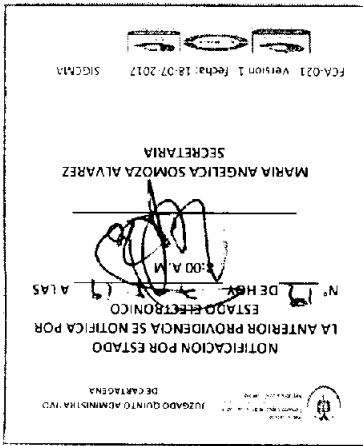 JUZGADO QUINTO ADMINISTRATIVO
DE CARTAGENA
NOTIFICACION POR ESTADO
LA ANTERIOR PROVIDENCIA SE NOTIFICA POR
ESTADO ELECTRONICO
N° DE HOY A LAS
8:00 A.M
MARIA ANGELICA SOMOZA ALVAREZ
SECRETARIA
FCA-021 Version 1 fecha: 18-07-2017 SIGCMA